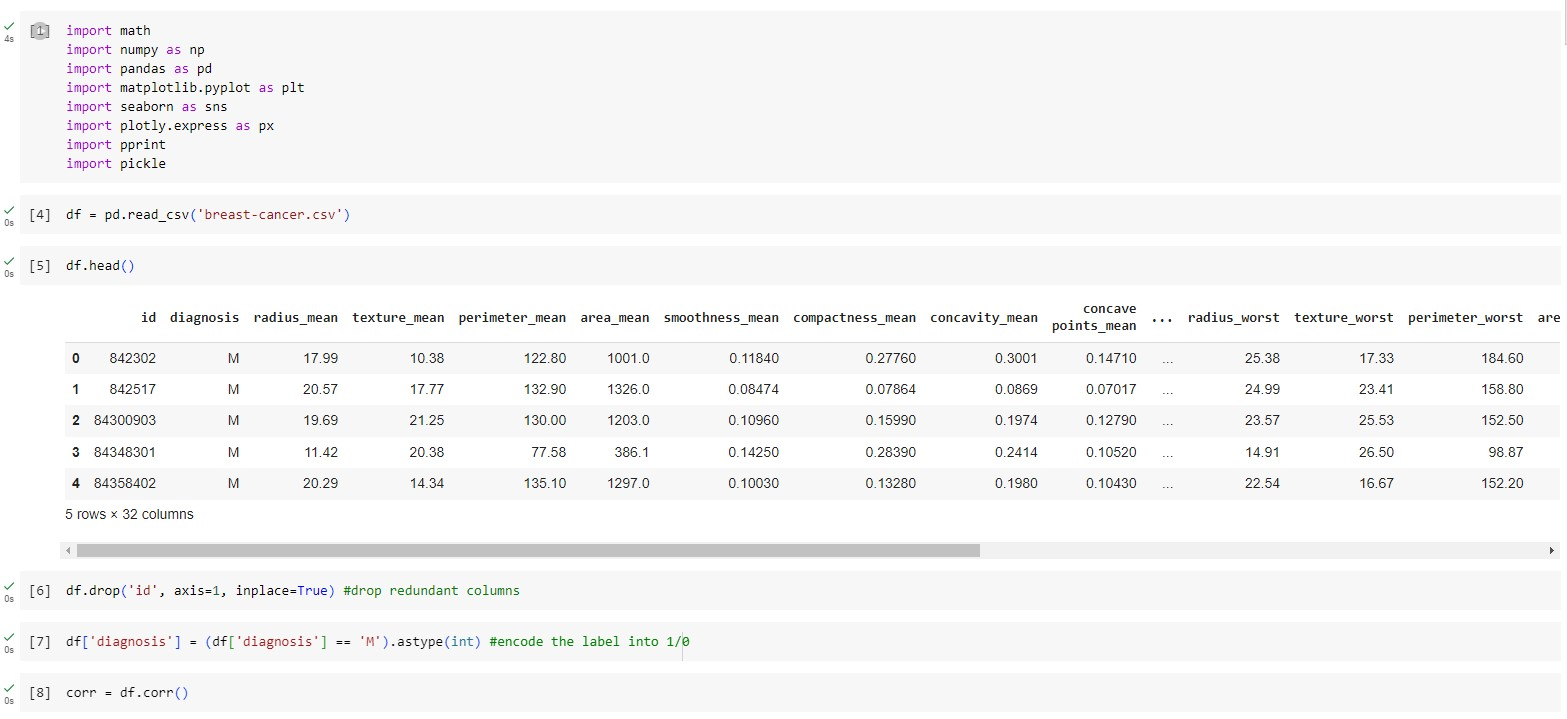 4s
[1]
import math
import numpy as np
import pandas as pd
import matplotlib.pyplot as plt
import seaborn as sns
import plotly.express as px
import pprint
import pickle
0s
[4] df = pd.read_csv('breast-cancer.csv')
0s
[5] df.head()
id diagnosis radius_mean texture_mean perimeter_mean area_mean smoothness_mean compactness_mean concavity_mean concave points_mean ... radius_worst texture_worst perimeter_worst are
0 842302 M 17.99 10.38 122.80 1001.0 0.11840 0.27760 0.3001 0.14710 ... 25.38 17.33 184.60
1 842517 M 20.57 17.77 132.90 1326.0 0.08474 0.07864 0.0869 0.07017 ... 24.99 23.41 158.80
2 84300903 M 19.69 21.25 130.00 1203.0 0.10960 0.15990 0.1974 0.12790 ... 23.57 25.53 152.50
3 84348301 M 11.42 20.38 77.58 386.1 0.14250 0.28390 0.2414 0.10520 ... 14.91 26.50 98.87
4 84358402 M 20.29 14.34 135.10 1297.0 0.10030 0.13280 0.1980 0.10430 ... 22.54 16.67 152.20
5 rows × 32 columns
0s
[6] df.drop('id', axis=1, inplace=True) #drop redundant columns
0s
[7] df['diagnosis'] = (df['diagnosis'] == 'M').astype(int) #encode the label into 1/0
0s
[8] corr = df.corr()